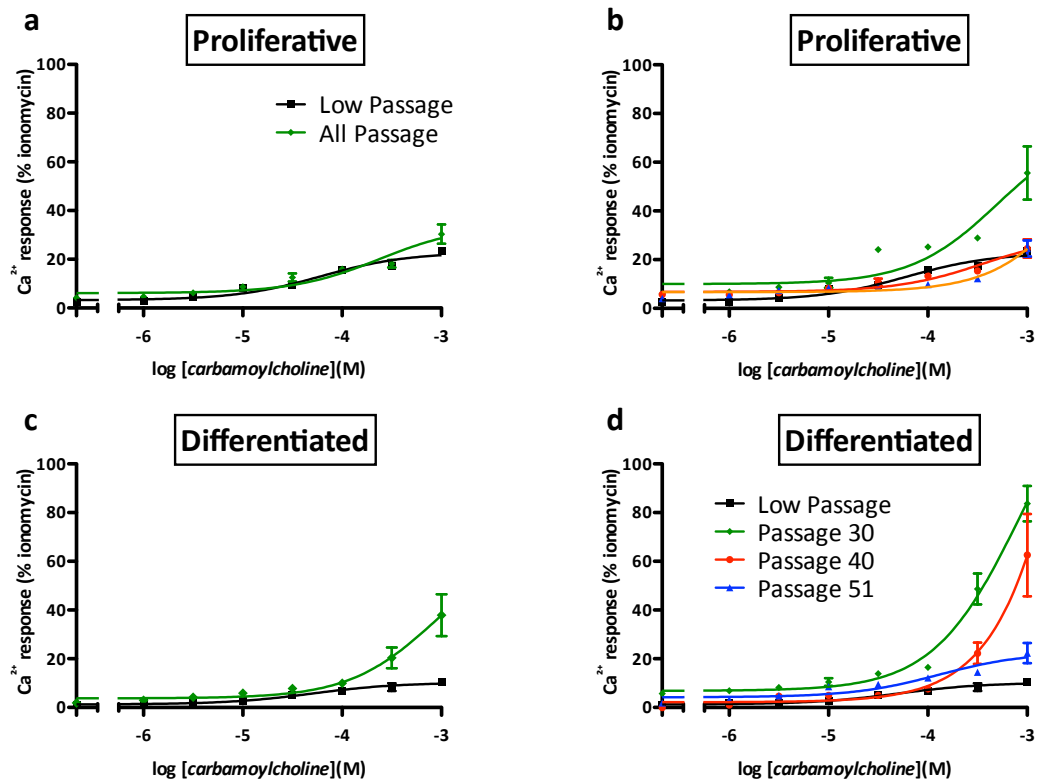 a
Proliferative
Ca²⁺ response (% ionomycin)
100
80
60
40
20
0
Low Passage
All Passage
-6
-5
-4
-3
log [carbamoylcholine](M)
b
Proliferative
Ca²⁺ response (% ionomycin)
100
80
60
40
20
0
-6
-5
-4
-3
log [carbamoylcholine](M)
c
Differentiated
Ca²⁺ response (% ionomycin)
100
80
60
40
20
0
-6
-5
-4
-3
log [carbamoylcholine](M)
d
Differentiated
Ca²⁺ response (% ionomycin)
100
80
60
40
20
0
Low Passage
Passage 30
Passage 40
Passage 51
-6
-5
-4
-3
log [carbamoylcholine](M)